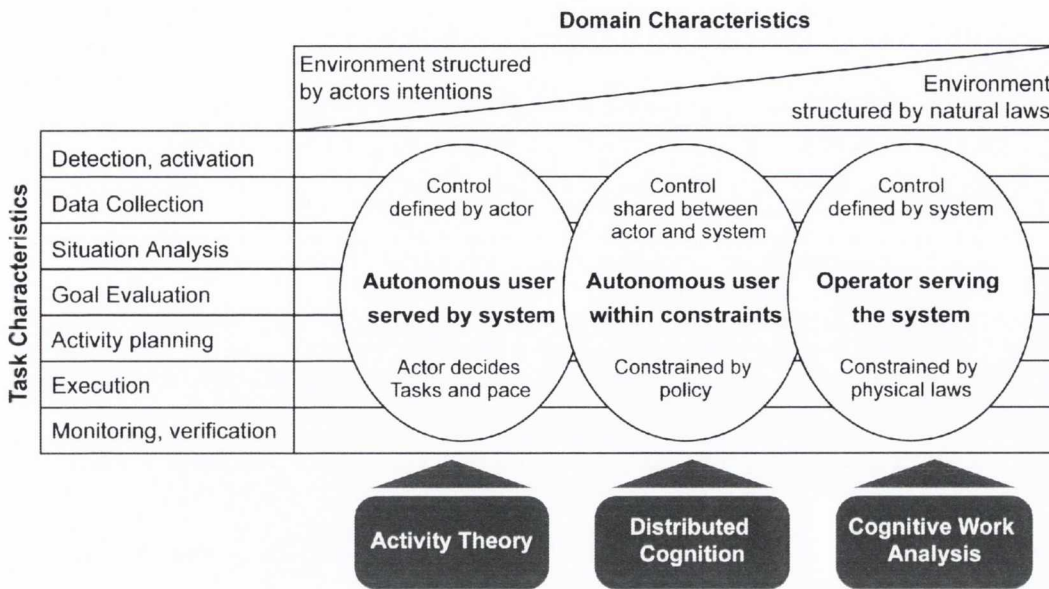 Domain Characteristics
Environment structured
by actors intentions
Environment
structured by natural laws
Task Characteristics
Detection, activation
Data Collection
Situation Analysis
Goal Evaluation
Activity planning
Execution
Monitoring, verification
Control
defined by actor
Autonomous user
served by system
Actor decides
Tasks and pace
Control
shared between
actor and system
Autonomous user
within constraints
Constrained by
policy
Control
defined by system
Operator serving
the system
Constrained by
physical laws
Activity Theory
Distributed
Cognition
Cognitive Work
Analysis